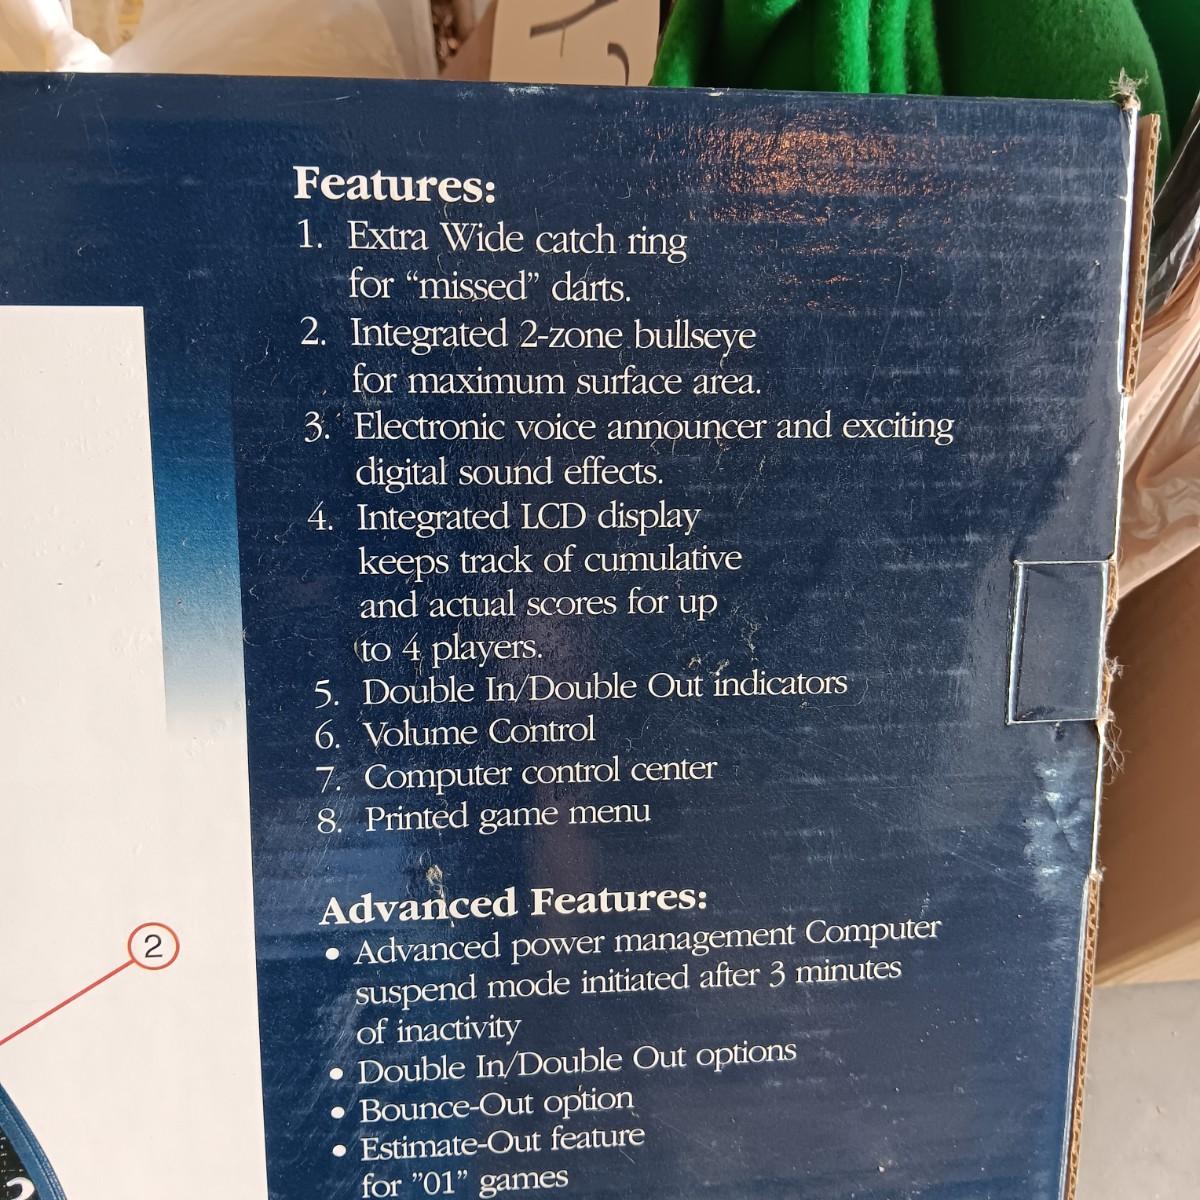 Features:
1. Extra Wide catch ring
for “missed” darts.
2. Integrated 2-zone bullseye
for maximum surface area.
3. Electronic voice announcer and exciting
digital sound effects.
4. Integrated LCD display
keeps track of cumulative
and actual scores for up
to 4 players.
5. Double In/Double Out indicators
6. Volume Control
7. Computer control center
8. Printed game menu
Advanced Features:
• Advanced power management Computer
suspend mode initiated after 3 minutes
of inactivity
• Double In/Double Out options
• Bounce-Out option
• Estimate-Out feature
for ”01” games
2